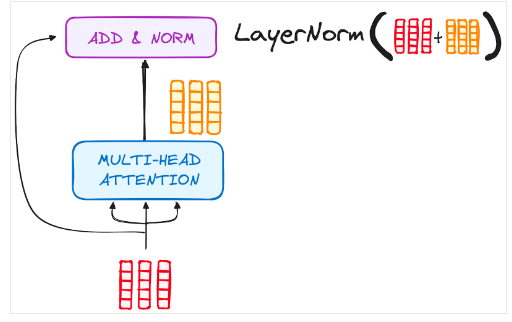 ADD & NORM
LayerNorm( + )
MULTI-HEAD
ATTENTION